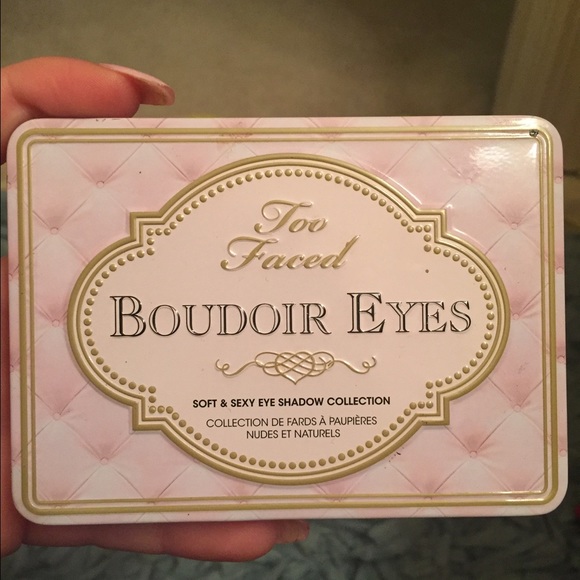 Too
Faced
BOUDOIR EYES
SOFT & SEXY EYE SHADOW COLLECTION
COLLECTION DE FARDS À PAUPIÈRES
NUDES ET NATURELS